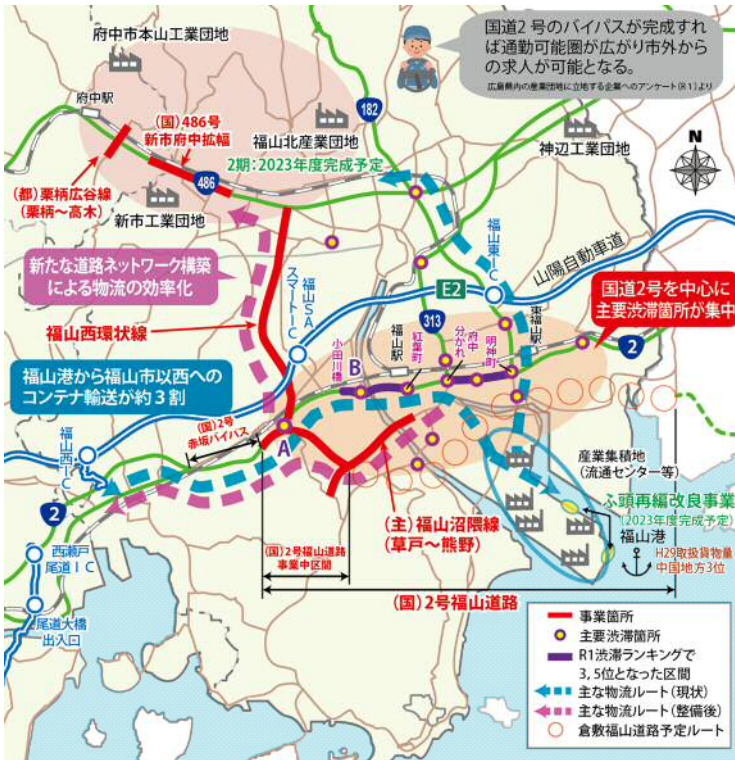 国道2号のバイパスが完成すれ
ば通勤可能圏が広がり市外から
の求人が可能となる。
広島県内の産業団地に立地する企業へのアンケート(R1)より
府中市本山工業団地
府中駅
(国)486号
新市府中拡幅
182
福山北産業団地
2期:2023年度完成予定
神辺工業団地
N
(都)栗柄広谷線
(栗柄～高木)
486
新市工業団地
新たな道路ネットワーク構築
による物流の効率化
福山SA
スマートIC
福山東IC
山陽自動車道
E2
国道2号を中心に
主要渋滞箇所が集中
福山西環状線
313
福山駅
東福山駅
小田川橋
B
紅葉町
府中
分かれ
明神町
2
福山港から福山市以西への
コンテナ輸送が約3割
(国)2号
赤坂バイパス
A
福山西IC
産業集積地
(流通センター等)
ふ頭再編改良事業
(2023年度完成予定)
福山港
H29取扱貨物量
中国地方3位
2
(主)福山沼隈線
(草戸～熊野)
(国)2号福山道路
事業中区間
西瀬戸
尾道IC
(国)2号福山道路
尾道大橋
出入口
事業箇所
主要渋滞箇所
R1渋滞ランキングで
3,5位となった区間
主な物流ルート(現状)
主な物流ルート(整備後)
倉敷福山道路予定ルート